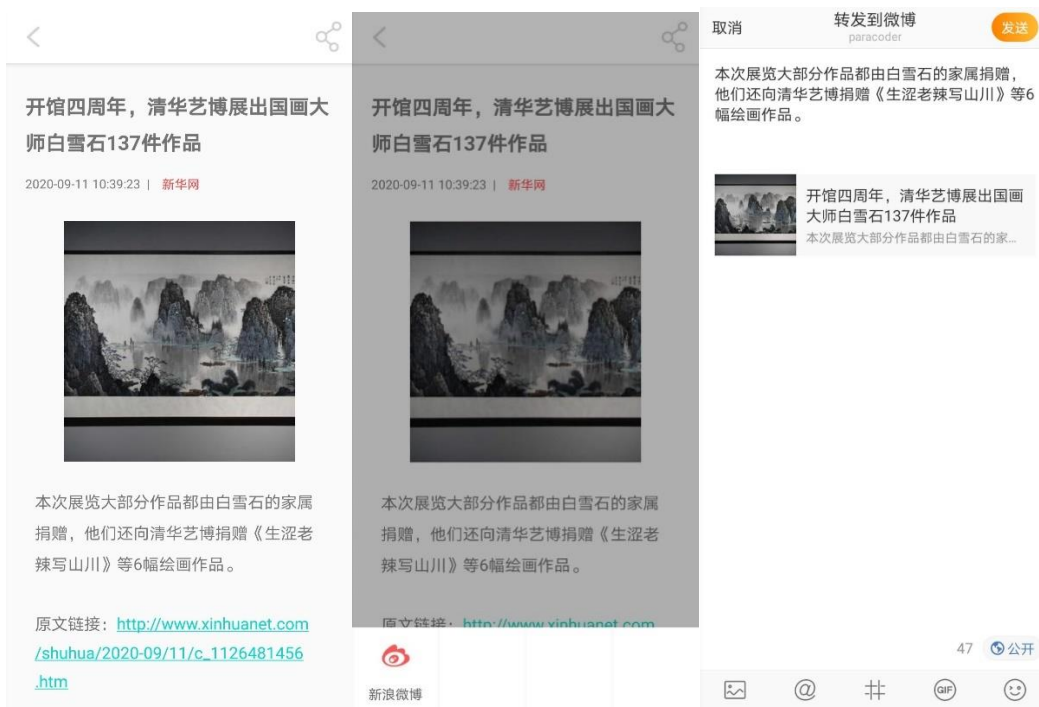 开馆四周年，清华艺博展出国画大
师白雪石137件作品
2020-09-11 10:39:23 | 新华网
本次展览大部分作品都由白雪石的家属
捐赠，他们还向清华艺博捐赠《生涩老
辣写山川》等6幅绘画作品。
原文链接：http://www.xinhuanet.com
/shuhua/2020-09/11/c_1126481456
.htm
开馆四周年，清华艺博展出国画大
师白雪石137件作品
2020-09-11 10:39:23 | 新华网
本次展览大部分作品都由白雪石的家属
捐赠，他们还向清华艺博捐赠《生涩老
辣写山川》等6幅绘画作品。
原文链接：http://www.xinhuanet.com
新浪微博
取消
转发到微博
paracoder
发送
本次展览大部分作品都由白雪石的家属捐赠，
他们还向清华艺博捐赠《生涩老辣写山川》等6
幅绘画作品。
开馆四周年，清华艺博展出国画
大师白雪石137件作品
本次展览大部分作品都由白雪石的家...
47
公开
GIF